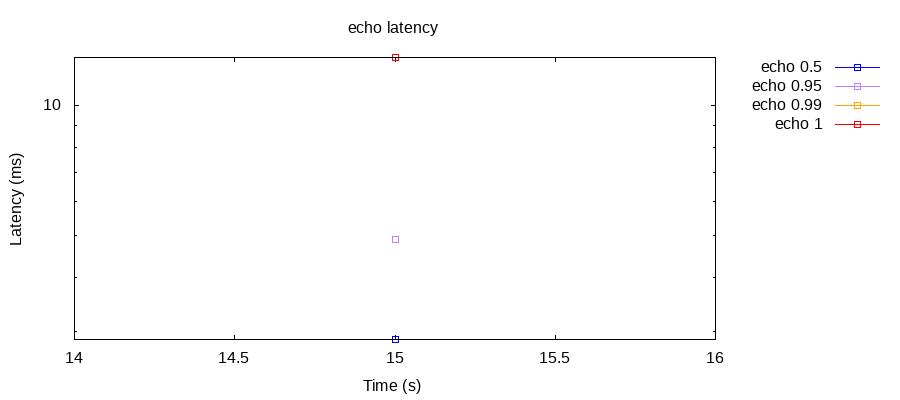 echo latency
echo 0.5
echo 0.95
echo 0.99
echo 1
10
Latency (ms)
14 14.5 15 15.5 16
Time (s)